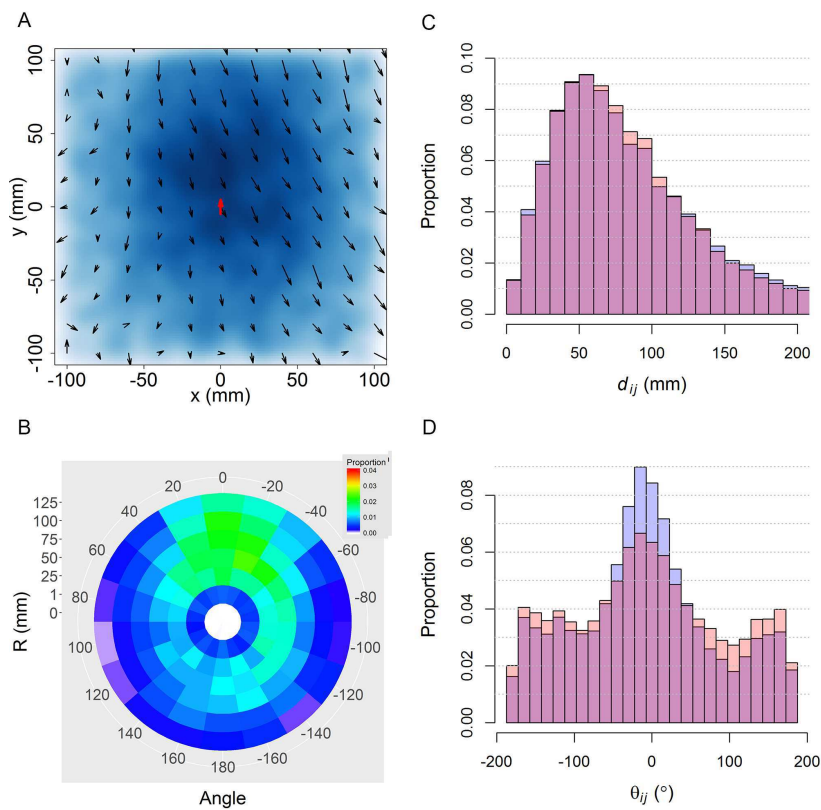 A
100
50
0
-50
-100
y (mm)
-100 -50 0 50 100
x (mm)
C
0.10
0.08
0.06
0.04
0.02
0.00
Proportion
0 50 100 150 200
d ij (mm)
B
Proportion
0.04
0.03
0.02
0.01
0.00
125
100
75
50
25
1
0
R (mm)
0
20 -20
40 -40
60 -60
80 -80
100 -100
120 -120
140 -140
160 -160
180
Angle
D
0.08
0.06
0.04
0.02
0.00
Proportion
-200 -100 0 100 200
θ ij (°)